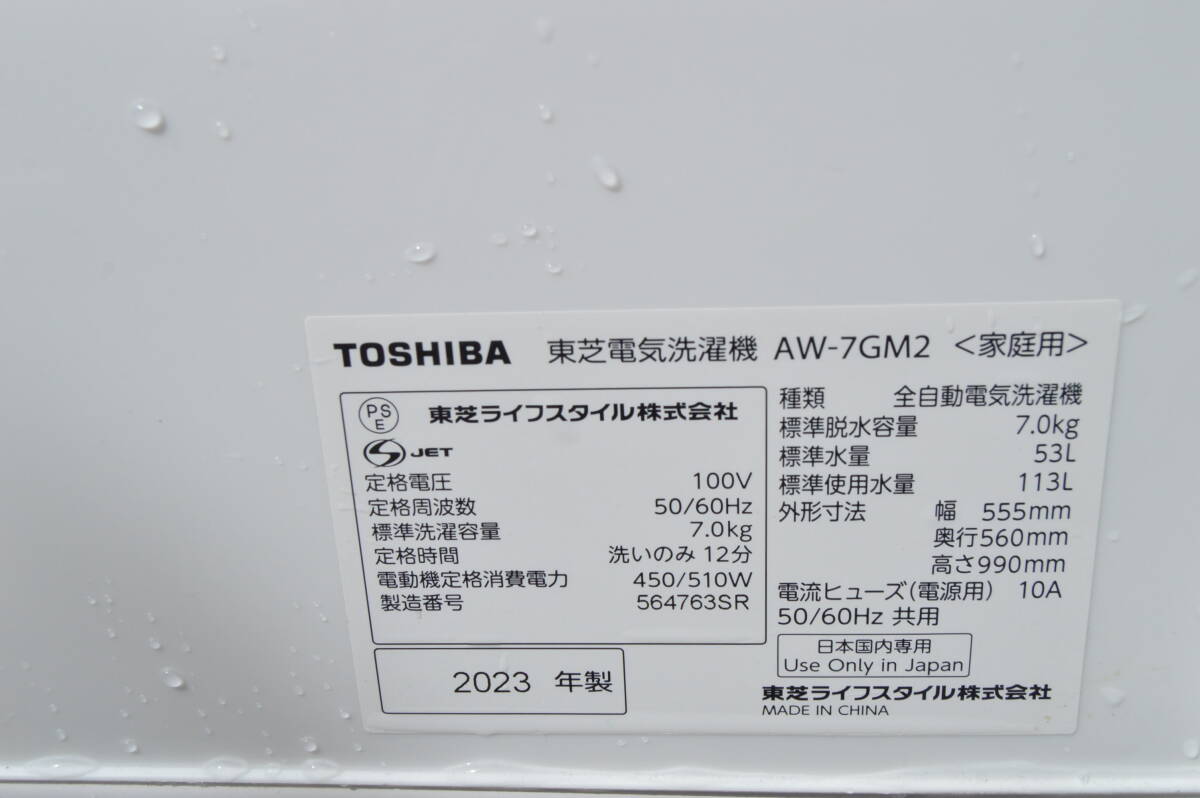 TOSHIBA 東芝電気洗濯機 AW-7GM2 <家庭用>
PSE 東芝ライフスタイル株式会社
JET
定格電圧 100V
定格周波数 50/60Hz
標準洗濯容量 7.0kg
定格時間 洗いのみ 12分
電動機定格消費電力 450/510W
製造番号 564763SR
2023 年製
種類 全自動電気洗濯機
標準脱水容量 7.0kg
標準水量 53L
標準使用水量 113L
外形寸法 幅 555mm
奥行560mm
高さ990mm
電流ヒューズ(電源用) 10A
50/60Hz 共用
日本国内専用
Use Only in Japan
東芝ライフスタイル株式会社
MADE IN CHINA